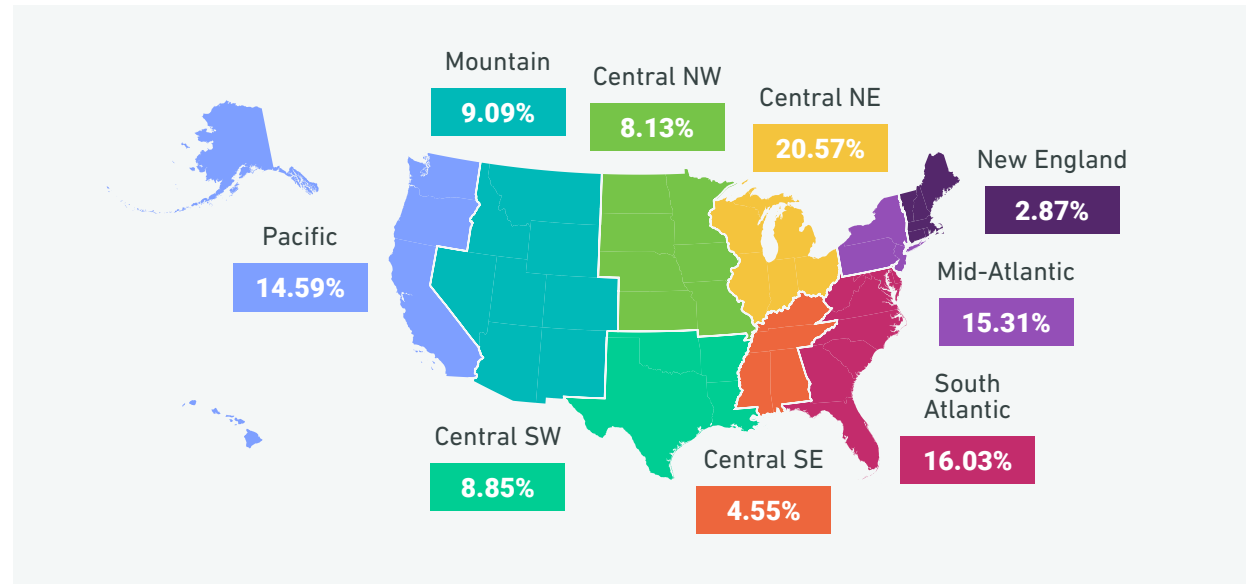 Mountain
9.09%
Central NW
8.13%
Central NE
20.57%
New England
2.87%
Pacific
14.59%
Mid-Atlantic
15.31%
South
Atlantic
16.03%
Central SW
8.85%
Central SE
4.55%